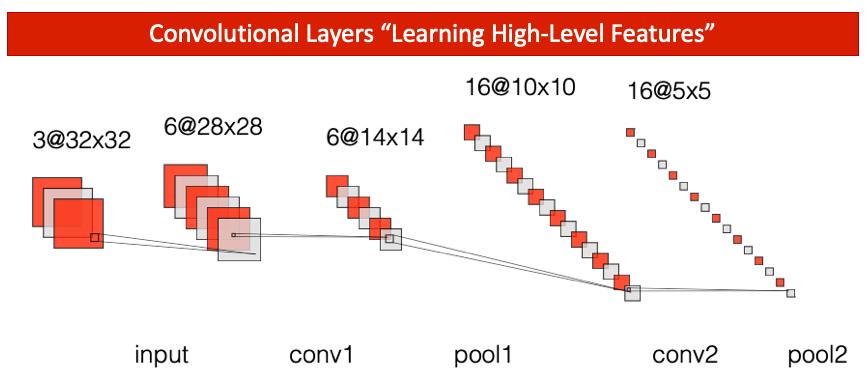 Convolutional Layers “Learning High-Level Features”
3@32x32
6@28x28
6@14x14
16@10x10
16@5x5
input
conv1
pool1
conv2
pool2